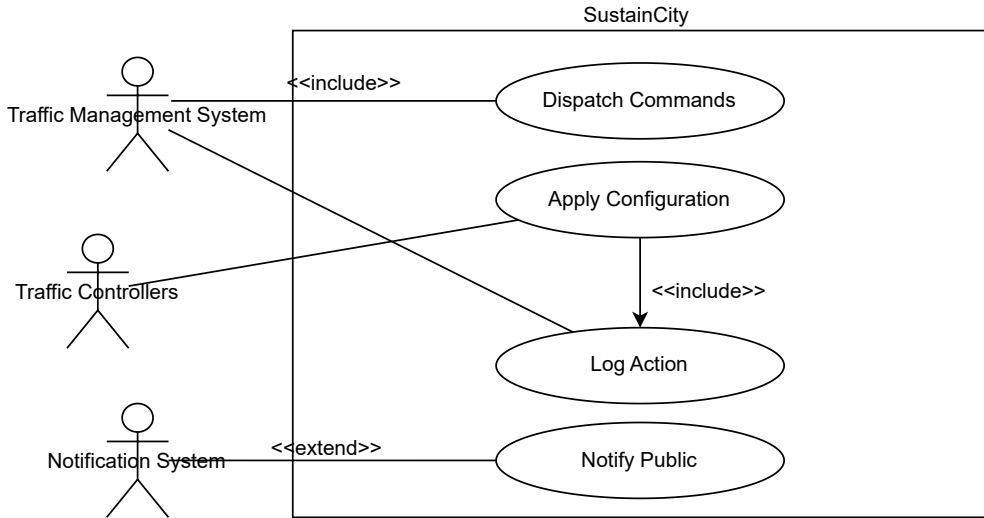 SustainCity
<<include>>
Dispatch Commands
Traffic Management System
Apply Configuration
Traffic Controllers
<<include>>
Log Action
<<extend>>
Notification System
Notify Public